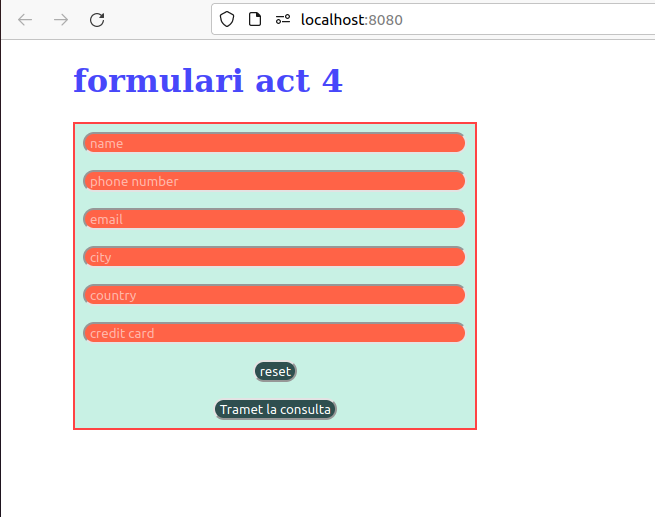 localhost:8080
formulari act 4
name
phone number
email
city
country
credit card
reset
Tramet la consulta